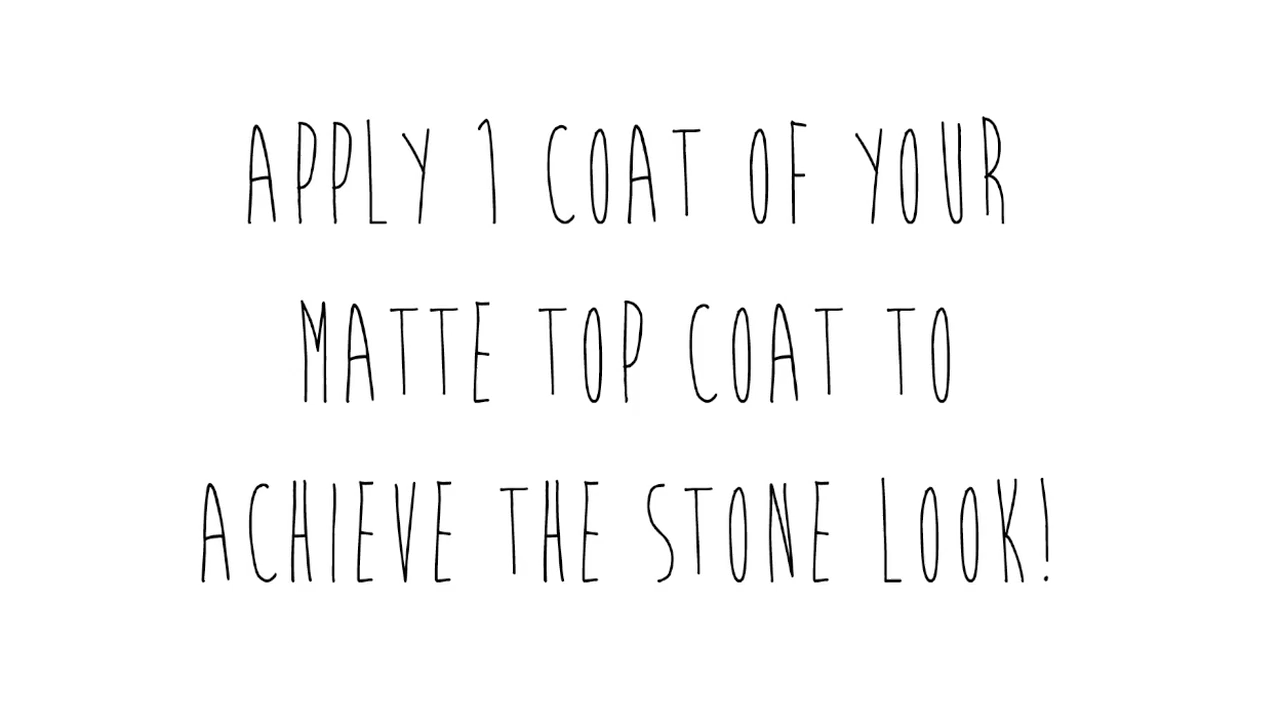 APPLY 1 COAT OF YOUR
MATTE TOP COAT TO
ACHIEVE THE STONE LOOK!